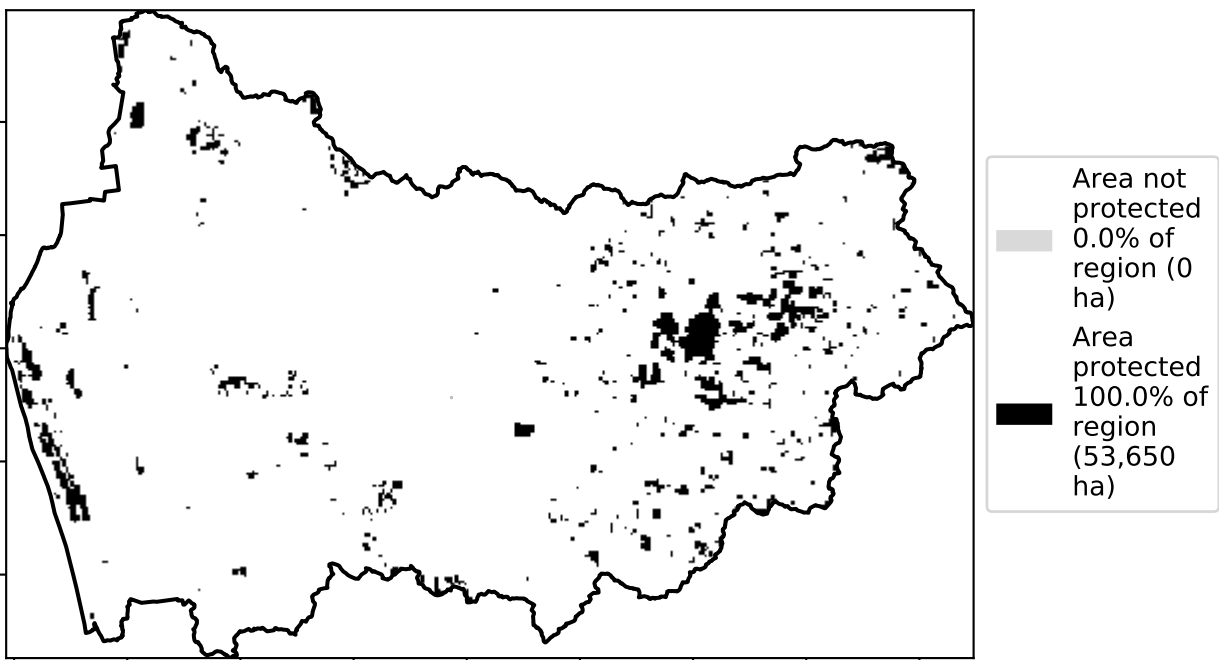 Area not
protected
0.0% of
region (0
ha)
Area
protected
100.0% of
region
(53,650
ha)